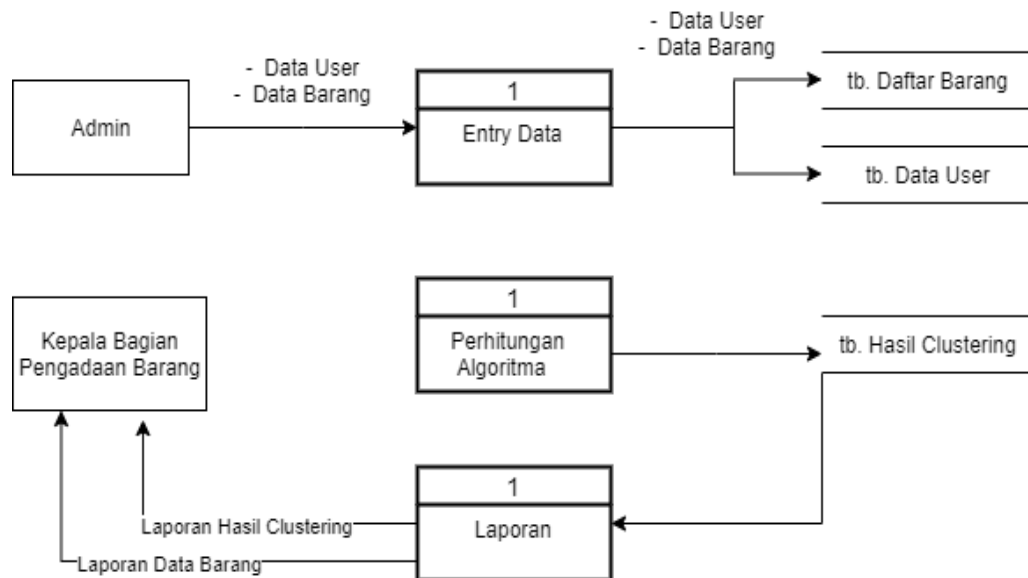 - Data User
- Data Barang
- Data User
- Data Barang
Admin
1
Entry Data
tb. Daftar Barang
tb. Data User
Kepala Bagian
Pengadaan Barang
1
Perhitungan
Algoritma
tb. Hasil Clustering
1
Laporan
Laporan Hasil Clustering
Laporan Data Barang